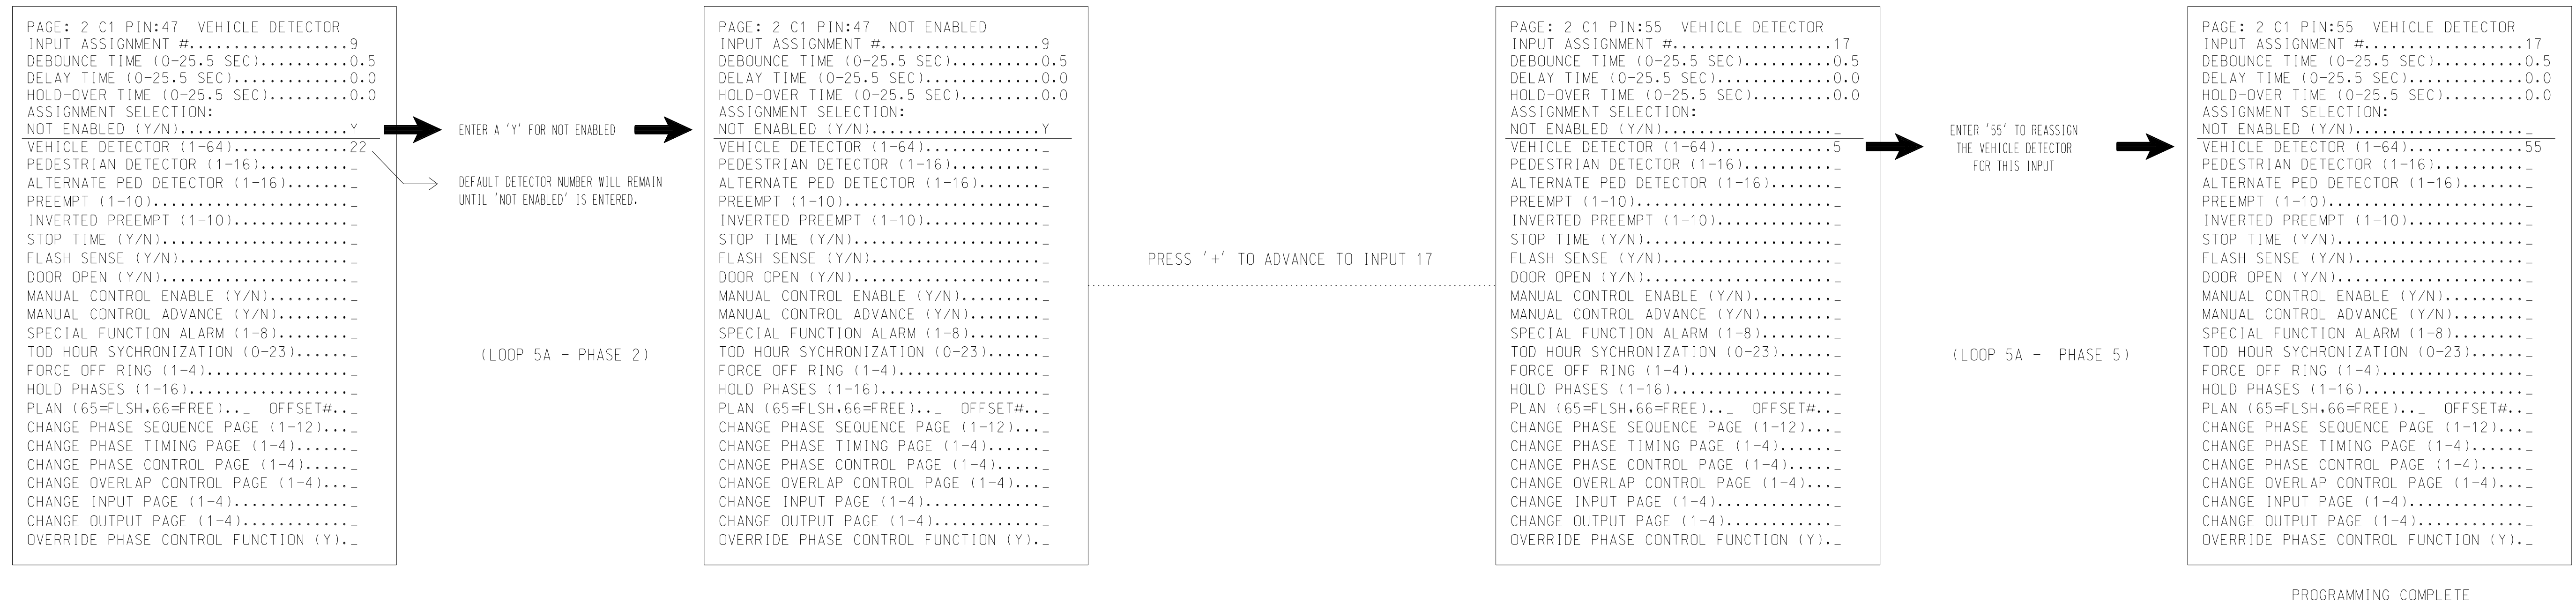 PAGE: 2 C1 PIN:47  VEHICLE DETECTOR
INPUT ASSIGNMENT #..................9
DEBOUNCE TIME (0-25.5 SEC)..........0.5
DELAY TIME (0-25.5 SEC).............0.0
HOLD-OVER TIME (0-25.5 SEC).........0.0
ASSIGNMENT SELECTION:
NOT ENABLED (Y/N)...................Y
VEHICLE DETECTOR (1-64).............22
PEDESTRIAN DETECTOR (1-16).........._
ALTERNATE PED DETECTOR (1-16)......._
PREEMPT (1-10)......................_
INVERTED PREEMPT (1-10)............._
STOP TIME (Y/N)....................._
FLASH SENSE (Y/N)..................._
DOOR OPEN (Y/N)....................._
MANUAL CONTROL ENABLE (Y/N)........._
MANUAL CONTROL ADVANCE (Y/N)........_
SPECIAL FUNCTION ALARM (1-8)........_
TOD HOUR SYCHRONIZATION (0-23)......_
FORCE OFF RING (1-4)................_
HOLD PHASES (1-16).................._
PLAN (65=FLSH,66=FREE).._  OFFSET#.._
CHANGE PHASE SEQUENCE PAGE (1-12)..._
CHANGE PHASE TIMING PAGE (1-4)......_
CHANGE PHASE CONTROL PAGE (1-4)....._
CHANGE OVERLAP CONTROL PAGE (1-4)..._
CHANGE INPUT PAGE (1-4)............._
CHANGE OUTPUT PAGE (1-4)............_
OVERRIDE PHASE CONTROL FUNCTION (Y)._
ENTER A 'Y' FOR NOT ENABLED
DEFAULT DETECTOR NUMBER WILL REMAIN
UNTIL 'NOT ENABLED' IS ENTERED.
(LOOP 5A - PHASE 2)
PAGE: 2 C1 PIN:47  NOT ENABLED
INPUT ASSIGNMENT #..................9
DEBOUNCE TIME (0-25.5 SEC)..........0.5
DELAY TIME (0-25.5 SEC).............0.0
HOLD-OVER TIME (0-25.5 SEC).........0.0
ASSIGNMENT SELECTION:
NOT ENABLED (Y/N)...................Y
VEHICLE DETECTOR (1-64)............._
PEDESTRIAN DETECTOR (1-16).........._
ALTERNATE PED DETECTOR (1-16)......._
PREEMPT (1-10)......................_
INVERTED PREEMPT (1-10)............._
STOP TIME (Y/N)....................._
FLASH SENSE (Y/N)..................._
DOOR OPEN (Y/N)....................._
MANUAL CONTROL ENABLE (Y/N)........._
MANUAL CONTROL ADVANCE (Y/N)........_
SPECIAL FUNCTION ALARM (1-8)........_
TOD HOUR SYCHRONIZATION (0-23)......_
FORCE OFF RING (1-4)................_
HOLD PHASES (1-16).................._
PLAN (65=FLSH,66=FREE).._  OFFSET#.._
CHANGE PHASE SEQUENCE PAGE (1-12)..._
CHANGE PHASE TIMING PAGE (1-4)......_
CHANGE PHASE CONTROL PAGE (1-4)....._
CHANGE OVERLAP CONTROL PAGE (1-4)..._
CHANGE INPUT PAGE (1-4)............._
CHANGE OUTPUT PAGE (1-4)............_
OVERRIDE PHASE CONTROL FUNCTION (Y)._
PRESS '+' TO ADVANCE TO INPUT 17
PAGE: 2 C1 PIN:55  VEHICLE DETECTOR
INPUT ASSIGNMENT #..................17
DEBOUNCE TIME (0-25.5 SEC)..........0.5
DELAY TIME (0-25.5 SEC).............0.0
HOLD-OVER TIME (0-25.5 SEC).........0.0
ASSIGNMENT SELECTION:
NOT ENABLED (Y/N)..................._
VEHICLE DETECTOR (1-64).............5
PEDESTRIAN DETECTOR (1-16).........._
ALTERNATE PED DETECTOR (1-16)......._
PREEMPT (1-10)......................_
INVERTED PREEMPT (1-10)............._
STOP TIME (Y/N)....................._
FLASH SENSE (Y/N)..................._
DOOR OPEN (Y/N)....................._
MANUAL CONTROL ENABLE (Y/N)........._
MANUAL CONTROL ADVANCE (Y/N)........_
SPECIAL FUNCTION ALARM (1-8)........_
TOD HOUR SYCHRONIZATION (0-23)......_
FORCE OFF RING (1-4)................_
HOLD PHASES (1-16).................._
PLAN (65=FLSH,66=FREE).._  OFFSET#.._
CHANGE PHASE SEQUENCE PAGE (1-12)..._
CHANGE PHASE TIMING PAGE (1-4)......_
CHANGE PHASE CONTROL PAGE (1-4)....._
CHANGE OVERLAP CONTROL PAGE (1-4)..._
CHANGE INPUT PAGE (1-4)............._
CHANGE OUTPUT PAGE (1-4)............_
OVERRIDE PHASE CONTROL FUNCTION (Y)._
ENTER '55' TO REASSIGN
THE VEHICLE DETECTOR
FOR THIS INPUT
(LOOP 5A -  PHASE 5)
PAGE: 2 C1 PIN:55  VEHICLE DETECTOR
INPUT ASSIGNMENT #..................17
DEBOUNCE TIME (0-25.5 SEC)..........0.5
DELAY TIME (0-25.5 SEC).............0.0
HOLD-OVER TIME (0-25.5 SEC).........0.0
ASSIGNMENT SELECTION:
NOT ENABLED (Y/N)..................._
VEHICLE DETECTOR (1-64).............55
PEDESTRIAN DETECTOR (1-16).........._
ALTERNATE PED DETECTOR (1-16)......._
PREEMPT (1-10)......................_
INVERTED PREEMPT (1-10)............._
STOP TIME (Y/N)....................._
FLASH SENSE (Y/N)..................._
DOOR OPEN (Y/N)....................._
MANUAL CONTROL ENABLE (Y/N)........._
MANUAL CONTROL ADVANCE (Y/N)........_
SPECIAL FUNCTION ALARM (1-8)........_
TOD HOUR SYCHRONIZATION (0-23)......_
FORCE OFF RING (1-4)................_
HOLD PHASES (1-16).................._
PLAN (65=FLSH,66=FREE).._  OFFSET#.._
CHANGE PHASE SEQUENCE PAGE (1-12)..._
CHANGE PHASE TIMING PAGE (1-4)......_
CHANGE PHASE CONTROL PAGE (1-4)....._
CHANGE OVERLAP CONTROL PAGE (1-4)..._
CHANGE INPUT PAGE (1-4)............._
CHANGE OUTPUT PAGE (1-4)............_
OVERRIDE PHASE CONTROL FUNCTION (Y)._
PROGRAMMING COMPLETE